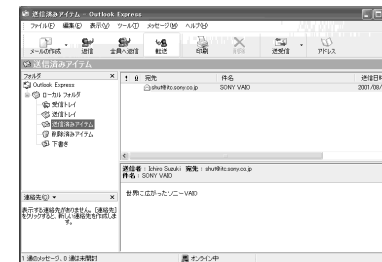 送信済みアイテム - Outlook Express
ファイル(F) 編集(E) 表示(V) ツール(T) メッセージ(M) ヘルプ(H)
メールの作成 返信 全員へ返信 転送 印刷 削除 送受信 アドレス
送信済みアイテム
フォルダ
Outlook Express
ローカル フォルダ
受信トレイ
送信トレイ
送信済みアイテム
削除済みアイテム
下書き
! 宛先 件名 送信日時
shut@itc.sony.co.jp SONY VAIO 2001/08/
送信者: Ichiro Suzuki 宛先: shut@itc.sony.co.jp
件名: SONY VAIO
世界に広がったソニーVAIO
連絡先(C)
表示する連絡先がありません。[連絡先]
をクリックすると、新しい連絡先を作成しま
す。
1 通のメッセージ、0 通は未開封
オンライン中